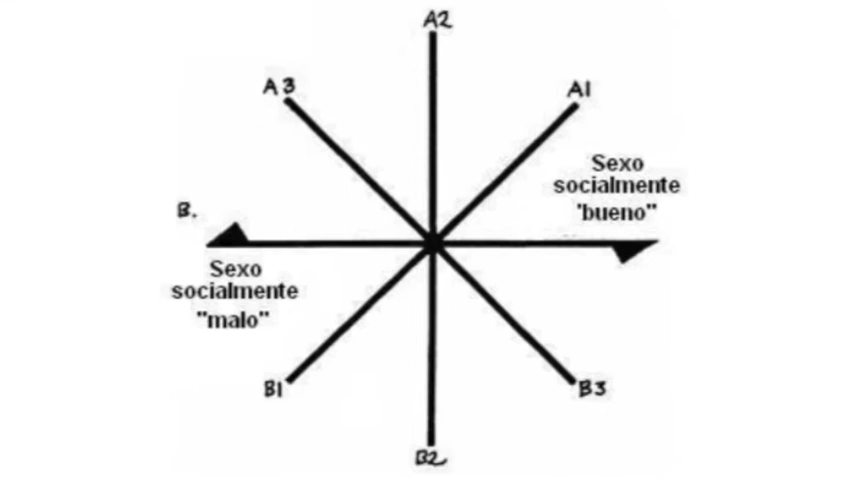 A2
A3
A1
Sexo
socialmente
'bueno"
B.
Sexo
socialmente
"malo"
B1
B3
B2